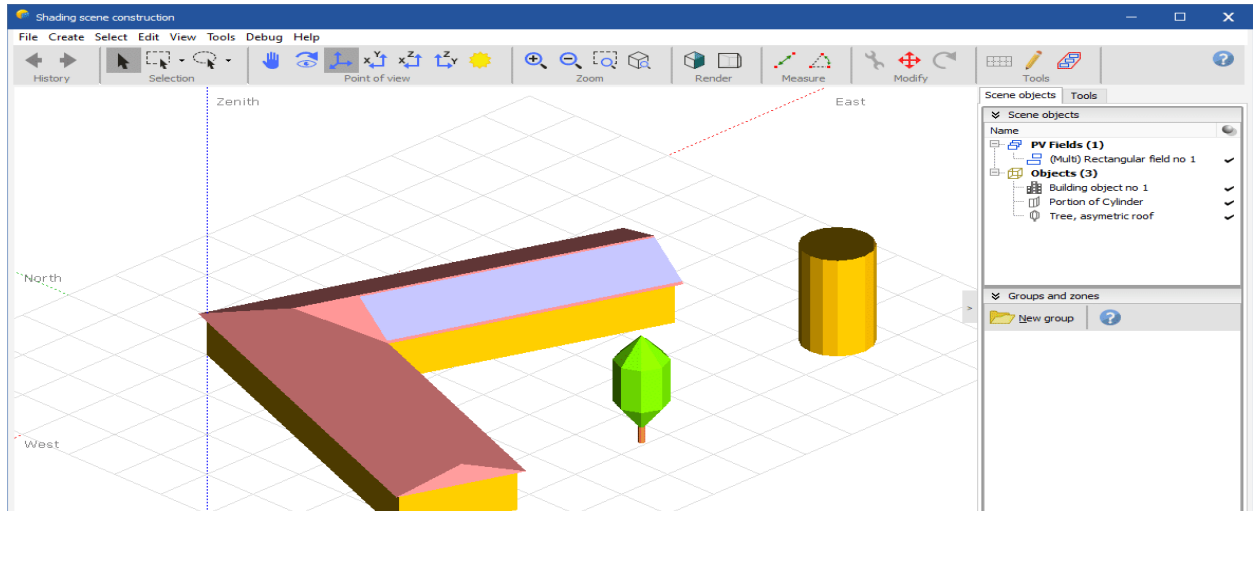 Shading scene construction
File Create Select Edit View Tools Debug Help
History Selection Point of view Zoom Render Measure Modify Tools
Zenith
East
North
West
Scene objects Tools
Scene objects
Name
PV Fields (1)
(Multi) Rectangular field no 1
Objects (3)
Building object no 1
Portion of Cylinder
Tree, asymetric roof
Groups and zones
New group